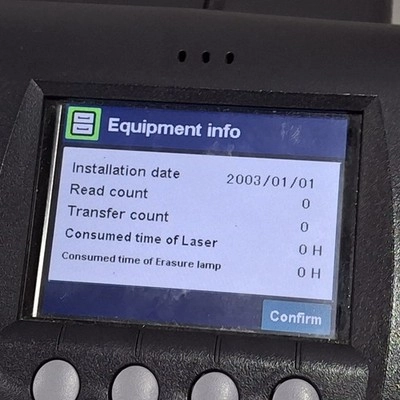 Equipment info
Installation date 2003/01/01
Read count 0
Transfer count 0
Consumed time of Laser 0 H
Consumed time of Erasure lamp 0 H
Confirm